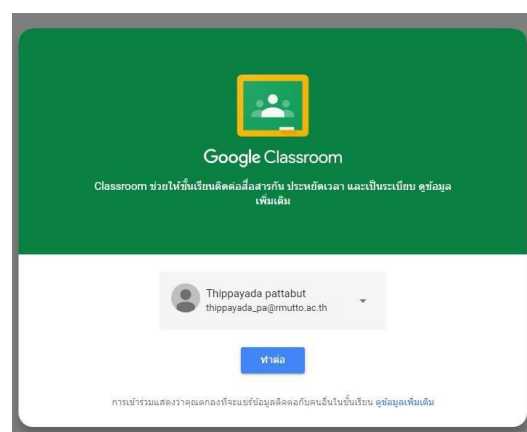 Google Classroom
Classroom ช่วยให้ชั้นเรียนติดต่อสื่อสารกัน ประหยัดเวลา และเป็นระเบียบ ดูข้อมูล
เพิ่มเติม
Thippayada pattabut
thippayada_pa@rmutto.ac.th
ทำต่อ
การเข้าร่วมแสดงว่าคุณตกลงที่จะแชร์ข้อมูลติดต่อกับคนอื่นในชั้นเรียน ดูข้อมูลเพิ่มเติม